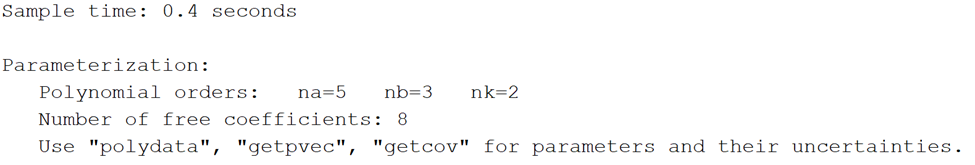 Sample time: 0.4 seconds
Parameterization:
Polynomial orders: na=5 nb=3 nk=2
Number of free coefficients: 8
Use "polydata", "getpvec", "getcov" for parameters and their uncertainties.